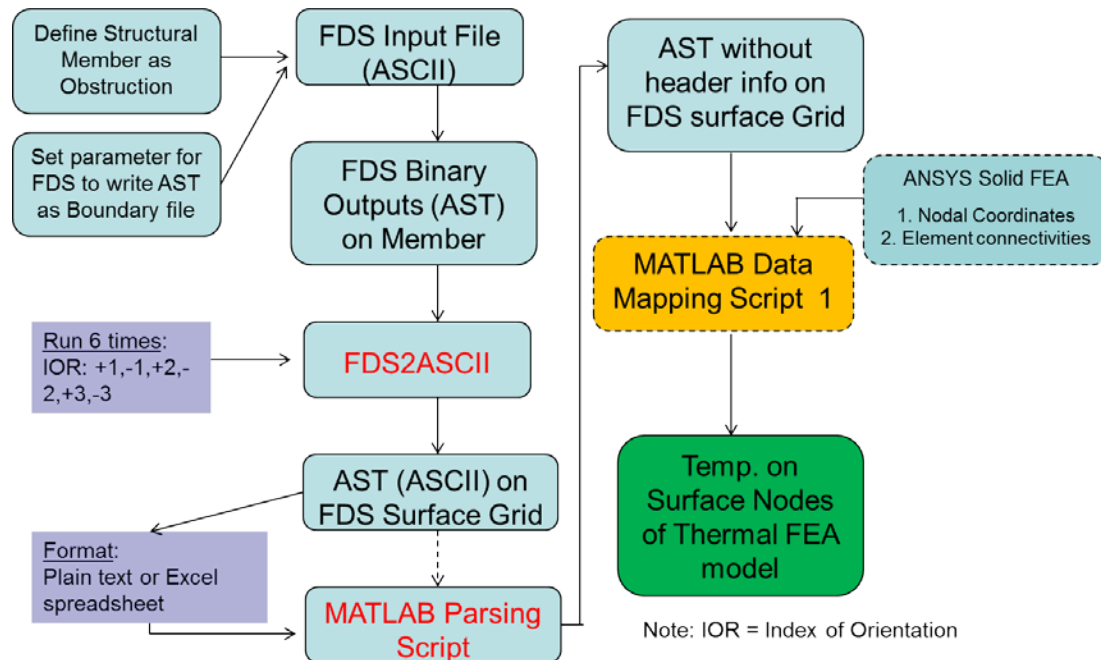 Define Structural
Member as
Obstruction
FDS Input File
(ASCII)
Set parameter for
FDS to write AST
as Boundary file
FDS Binary
Outputs (AST)
on Member
Run 6 times:
IOR: +1,-1,+2,-
2,+3,-3
FDS2ASCII
AST (ASCII) on
FDS Surface Grid
Format:
Plain text or Excel
spreadsheet
MATLAB Parsing
Script
AST without
header info on
FDS surface Grid
ANSYS Solid FEA
1. Nodal Coordinates
2. Element connectivities
MATLAB Data
Mapping Script 1
Temp. on
Surface Nodes
of Thermal FEA
model
Note: IOR = Index of Orientation